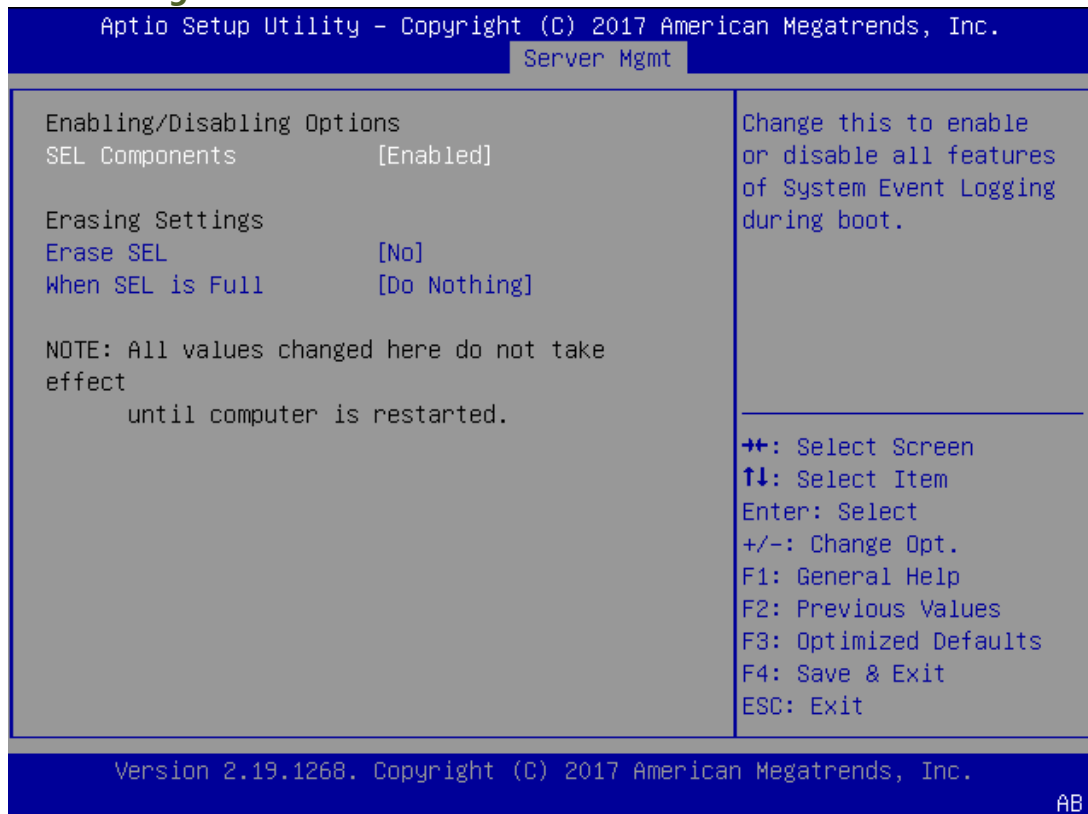 Aptio Setup Utility – Copyright (C) 2017 American Megatrends, Inc.
Server Mgmt
Enabling/Disabling Options
SEL Components [Enabled]
Erasing Settings
Erase SEL [No]
When SEL is Full [Do Nothing]
NOTE: All values changed here do not take
effect
until computer is restarted.
Change this to enable
or disable all features
of System Event Logging
during boot.
→←: Select Screen
↑↓: Select Item
Enter: Select
+/-: Change Opt.
F1: General Help
F2: Previous Values
F3: Optimized Defaults
F4: Save & Exit
ESC: Exit
Version 2.19.1268. Copyright (C) 2017 American Megatrends, Inc.
AB